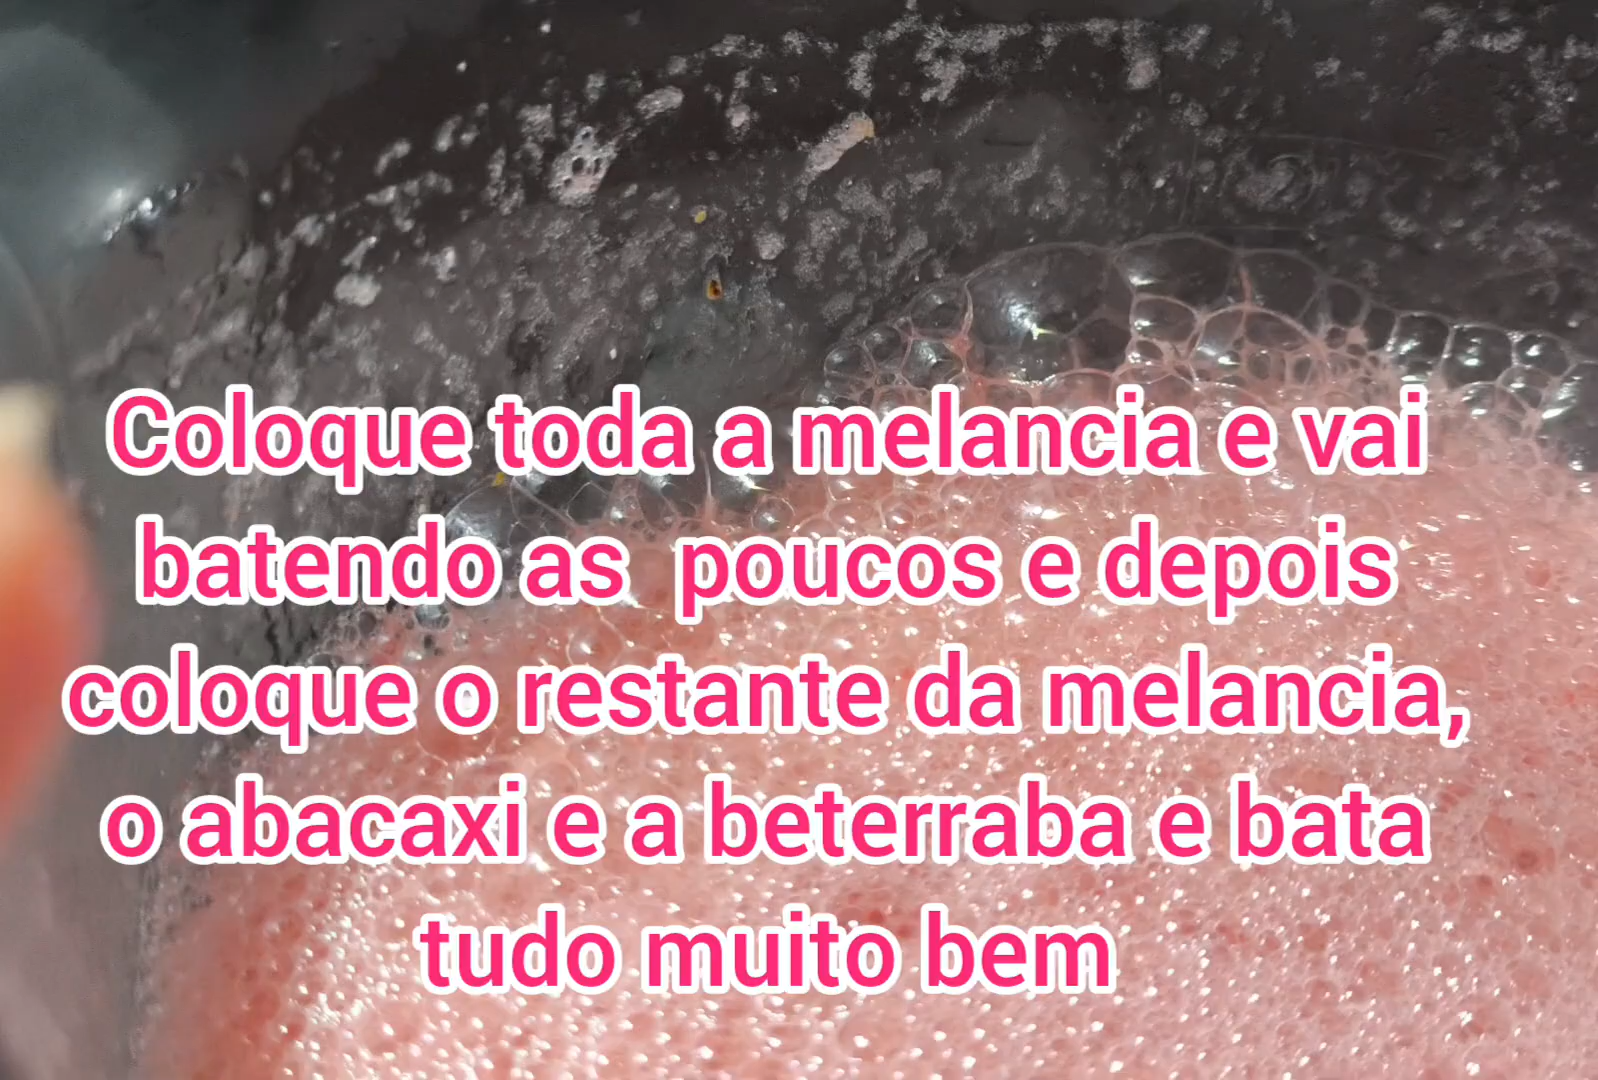 Coloque toda a melancia e vai
batendo as  poucos e depois
coloque o restante da melancia,
o abacaxi e a beterraba e bata
tudo muito bem